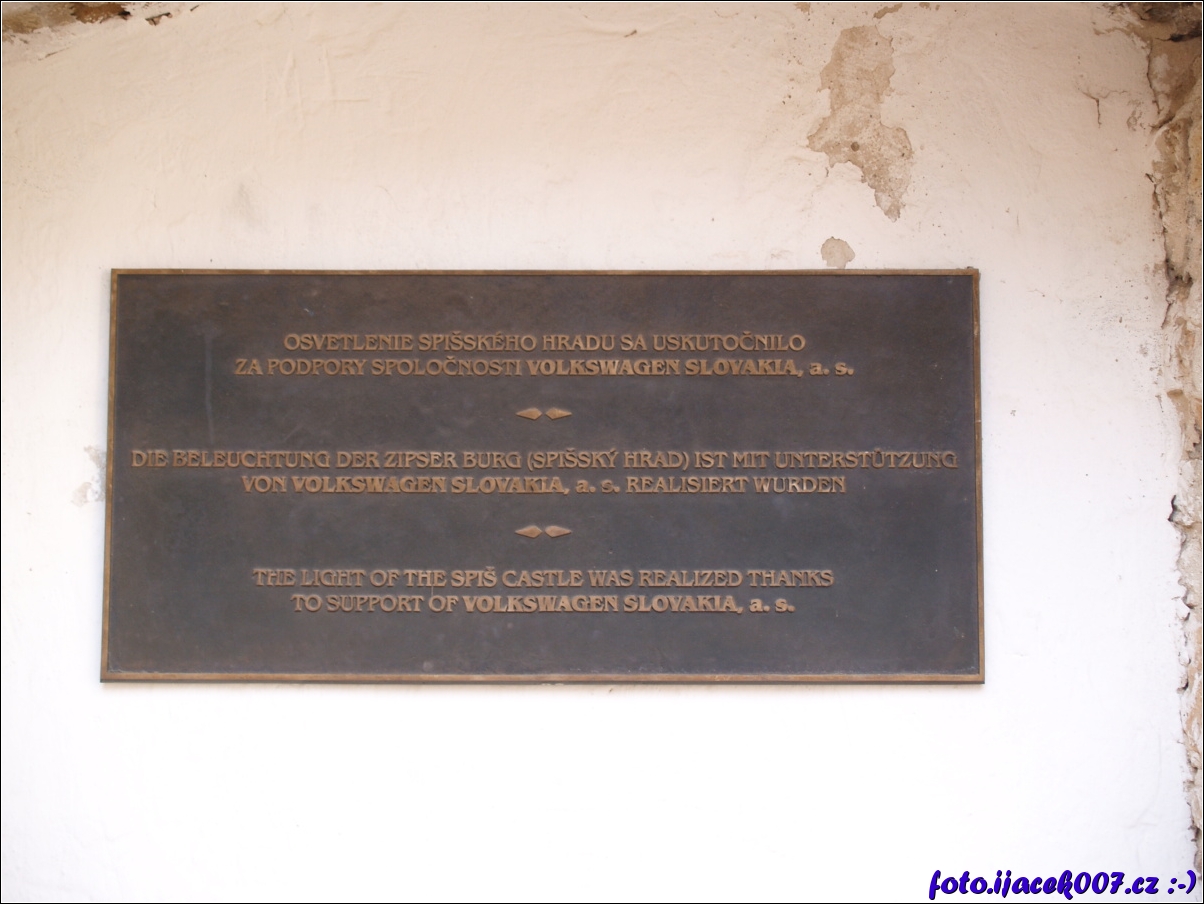 OSVETLENIE SPIŠSKÉHO HRADU SA USKUTOČNILO
ZA PODPORY SPOLOČNOSTI VOLKSWAGEN SLOVAKIA, a. s.
DIE BELEUCHTUNG DER ZIPSER BURG (SPIŠSKÝ HRAD) IST MIT UNTERSTÜTZUNG
VON VOLKSWAGEN SLOVAKIA, a. s. REALISIERT WURDEN
THE LIGHT OF THE SPIŠ CASTLE WAS REALIZED THANKS
TO SUPPORT OF VOLKSWAGEN SLOVAKIA, a. s.
foto.ijacek007.cz :-)